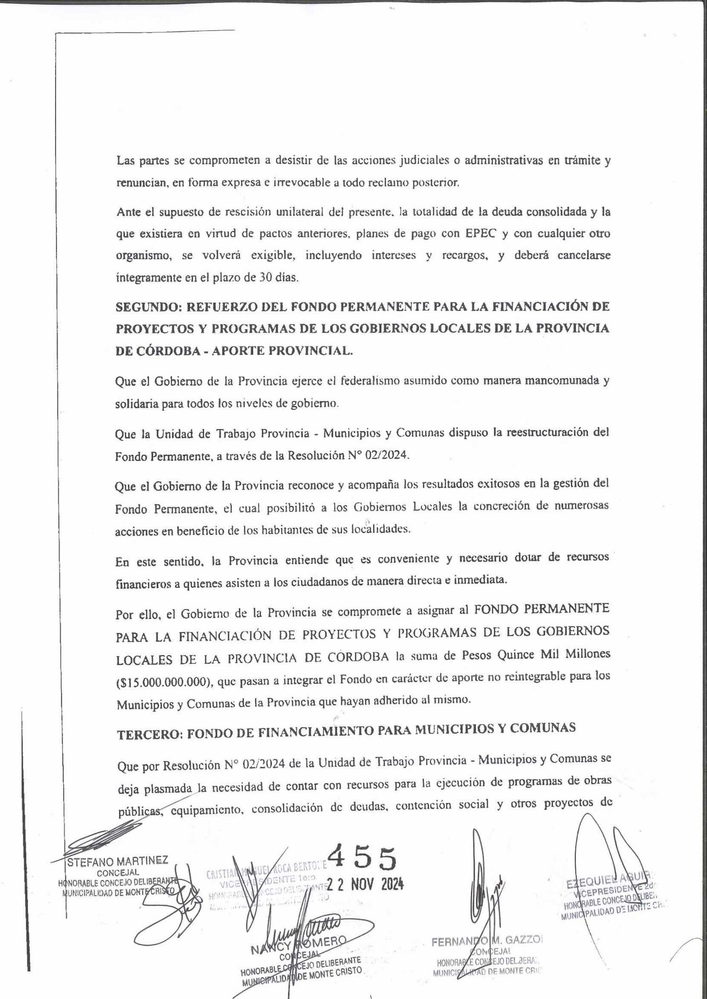 Las partes se comprometen a desistir de las acciones judiciales o administrativas en trámite y
renuncian, en forma expresa e irrevocable a todo reclamo posterior.
Ante el supuesto de rescisión unilateral del presente, la totalidad de la deuda consolidada y la
que existiera en virtud de pactos anteriores, planes de pago con EPEC y con cualquier otro
organismo, se volverá exigible, incluyendo intereses y recargos, y deberá cancelarse
íntegramente en el plazo de 30 días.
SEGUNDO: REFUERZO DEL FONDO PERMANENTE PARA LA FINANCIACIÓN DE
PROYECTOS Y PROGRAMAS DE LOS GOBIERNOS LOCALES DE LA PROVINCIA
DE CÓRDOBA - APORTE PROVINCIAL.
Que el Gobierno de la Provincia ejerce el federalismo asumido como manera mancomunada y
solidaria para todos los niveles de gobierno.
Que la Unidad de Trabajo Provincia - Municipios y Comunas dispuso la reestructuración del
Fondo Permanente, a través de la Resolución N° 02/2024.
Que el Gobierno de la Provincia reconoce y acompaña los resultados exitosos en la gestión del
Fondo Permanente, el cual posibilitó a los Gobiernos Locales la concreción de numerosas
acciones en beneficio de los habitantes de sus localidades.
En este sentido, la Provincia entiende que es conveniente y necesario dotar de recursos
financieros a quienes asisten a los ciudadanos de manera directa e inmediata.
Por ello, el Gobierno de la Provincia se compromete a asignar al FONDO PERMANENTE
PARA LA FINANCIACIÓN DE PROYECTOS Y PROGRAMAS DE LOS GOBIERNOS
LOCALES DE LA PROVINCIA DE CÓRDOBA la suma de Pesos Quince Mil Millones
($15.000.000.000), que pasan a integrar el Fondo en carácter de aporte no reintegrable para los
Municipios y Comunas de la Provincia que hayan adherido al mismo.
TERCERO: FONDO DE FINANCIAMIENTO PARA MUNICIPIOS Y COMUNAS
Que por Resolución N° 02/2024 de la Unidad de Trabajo Provincia - Municipios y Comunas se
deja plasmada la necesidad de contar con recursos para la ejecución de programas de obras
públicas, equipamiento, consolidación de deudas, contención social y otros proyectos de
STEFANO MARTINEZ
CONCEJAL
HONORABLE CONCEJO DELIBERANTE
MUNICIPALIDAD DE MONTE CRISTO
CRISTIAN MANUEL ROCA BERTONE
VICEPRESIDENTE 1ero
HONORABLE CONCEJO DELIBERANTE
455
22 NOV 2024
EZEQUIEL AGUIR
VICEPRESIDENTE 2d
HONORABLE CONCEJO DELIBE
MUNICIPALIDAD DE MONTE CR
NANCY ROMERO
CONCEJAL
HONORABLE CONCEJO DELIBERANTE
MUNICIPALIDAD DE MONTE CRISTO
FERNANDO M. GAZZO
CONCEJAL
HONORABLE CONCEJO DELIBERA
MUNICIPALIDAD DE MONTE CRIS